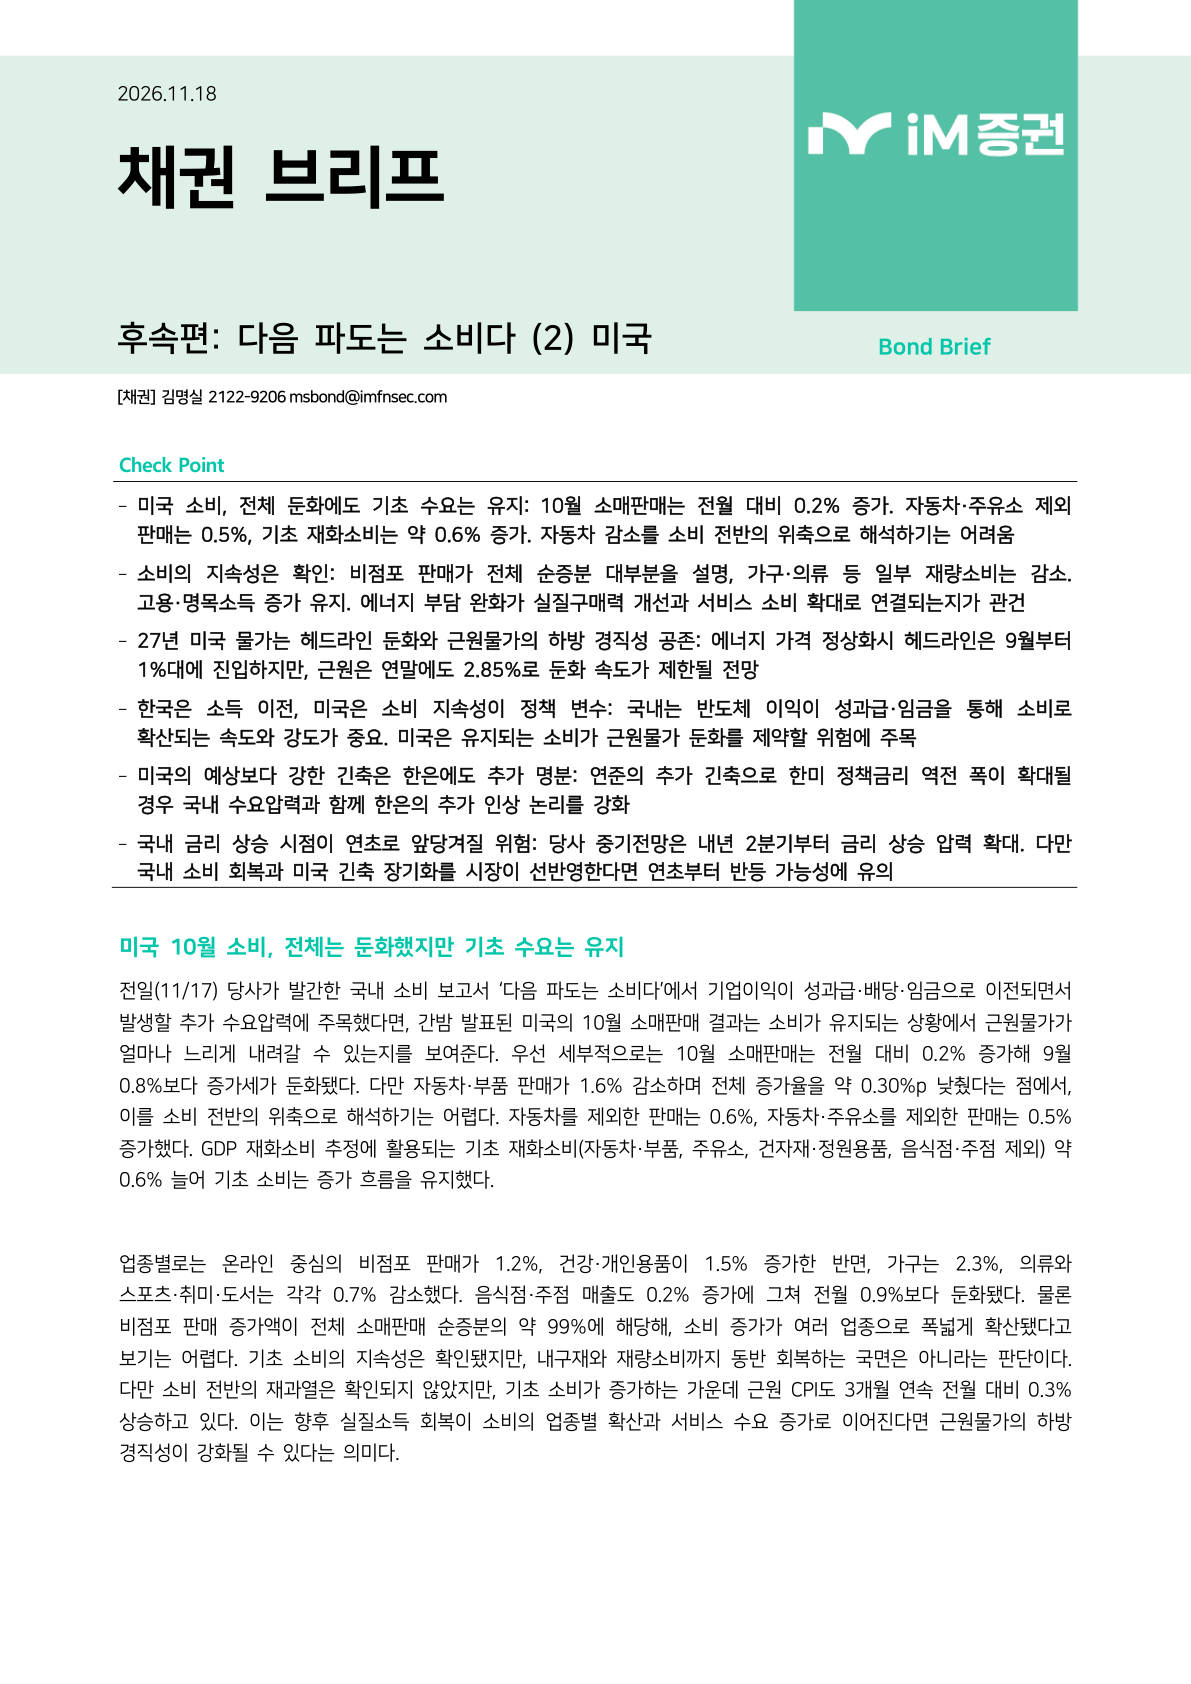 2026.11.18
채권 브리프
iM증권
후속편: 다음 파도는 소비다 (2) 미국
Bond Brief
[채권] 김명실 2122-9206 msbond@imfnsec.com
Check Point
- 미국 소비, 전체 둔화에도 기초 수요는 유지: 10월 소매판매는 전월 대비 0.2% 증가. 자동차·주유소 제외
판매는 0.5%, 기초 재화소비는 약 0.6% 증가. 자동차 감소를 소비 전반의 위축으로 해석하기는 어려움
- 소비의 지속성은 확인: 비점포 판매가 전체 순증분 대부분을 설명, 가구·의류 등 일부 재량소비는 감소.
고용·명목소득 증가 유지. 에너지 부담 완화가 실질구매력 개선과 서비스 소비 확대로 연결되는지가 관건
- 27년 미국 물가는 헤드라인 둔화와 근원물가의 하방 경직성 공존: 에너지 가격 정상화시 헤드라인은 9월부터
1%대에 진입하지만, 근원은 연말에도 2.85%로 둔화 속도가 제한될 전망
- 한국은 소득 이전, 미국은 소비 지속성이 정책 변수: 국내는 반도체 이익이 성과급·임금을 통해 소비로
확산되는 속도와 강도가 중요. 미국은 유지되는 소비가 근원물가 둔화를 제약할 위험에 주목
- 미국의 예상보다 강한 긴축은 한은에도 추가 명분: 연준의 추가 긴축으로 한미 정책금리 역전 폭이 확대될
경우 국내 수요압력과 함께 한은의 추가 인상 논리를 강화
- 국내 금리 상승 시점이 연초로 앞당겨질 위험: 당사 중기전망은 내년 2분기부터 금리 상승 압력 확대. 다만
국내 소비 회복과 미국 긴축 장기화를 시장이 선반영한다면 연초부터 반등 가능성에 유의
미국 10월 소비, 전체는 둔화했지만 기초 수요는 유지
전일(11/17) 당사가 발간한 국내 소비 보고서 ‘다음 파도는 소비다’에서 기업이익이 성과급·배당·임금으로 이전되면서
발생할 추가 수요압력에 주목했다면, 간밤 발표된 미국의 10월 소매판매 결과는 소비가 유지되는 상황에서 근원물가가
얼마나 느리게 내려갈 수 있는지를 보여준다. 우선 세부적으로는 10월 소매판매는 전월 대비 0.2% 증가해 9월
0.8%보다 증가세가 둔화됐다. 다만 자동차·부품 판매가 1.6% 감소하며 전체 증가율을 약 0.30%p 낮췄다는 점에서,
이를 소비 전반의 위축으로 해석하기는 어렵다. 자동차를 제외한 판매는 0.6%, 자동차·주유소를 제외한 판매는 0.5%
증가했다. GDP 재화소비 추정에 활용되는 기초 재화소비(자동차·부품, 주유소, 건자재·정원용품, 음식점·주점 제외) 약
0.6% 늘어 기초 소비는 증가 흐름을 유지했다.
업종별로는 온라인 중심의 비점포 판매가 1.2%, 건강·개인용품이 1.5% 증가한 반면, 가구는 2.3%, 의류와
스포츠·취미·도서는 각각 0.7% 감소했다. 음식점·주점 매출도 0.2% 증가에 그쳐 전월 0.9%보다 둔화됐다. 물론
비점포 판매 증가액이 전체 소매판매 순증분의 약 99%에 해당해, 소비 증가가 여러 업종으로 폭넓게 확산됐다고
보기는 어렵다. 기초 소비의 지속성은 확인됐지만, 내구재와 재량소비까지 동반 회복하는 국면은 아니라는 판단이다.
다만 소비 전반의 재과열은 확인되지 않았지만, 기초 소비가 증가하는 가운데 근원 CPI도 3개월 연속 전월 대비 0.3%
상승하고 있다. 이는 향후 실질소득 회복이 소비의 업종별 확산과 서비스 수요 증가로 이어진다면 근원물가의 하방
경직성이 강화될 수 있다는 의미다.